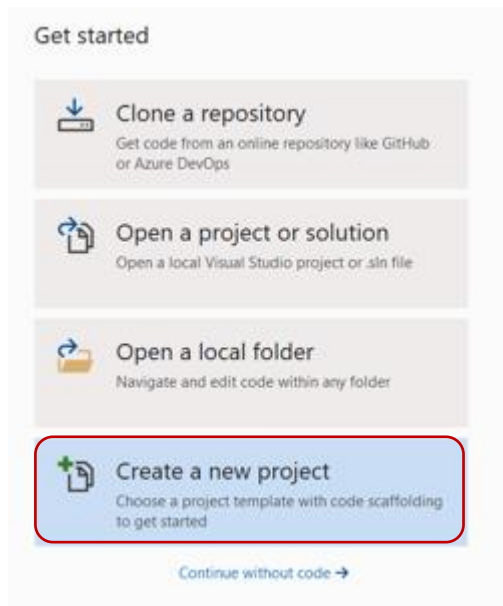 Get started
Clone a repository
Get code from an online repository like GitHub
or Azure DevOps
Open a project or solution
Open a local Visual Studio project or .sln file
Open a local folder
Navigate and edit code within any folder
Create a new project
Choose a project template with code scaffolding
to get started
Continue without code →